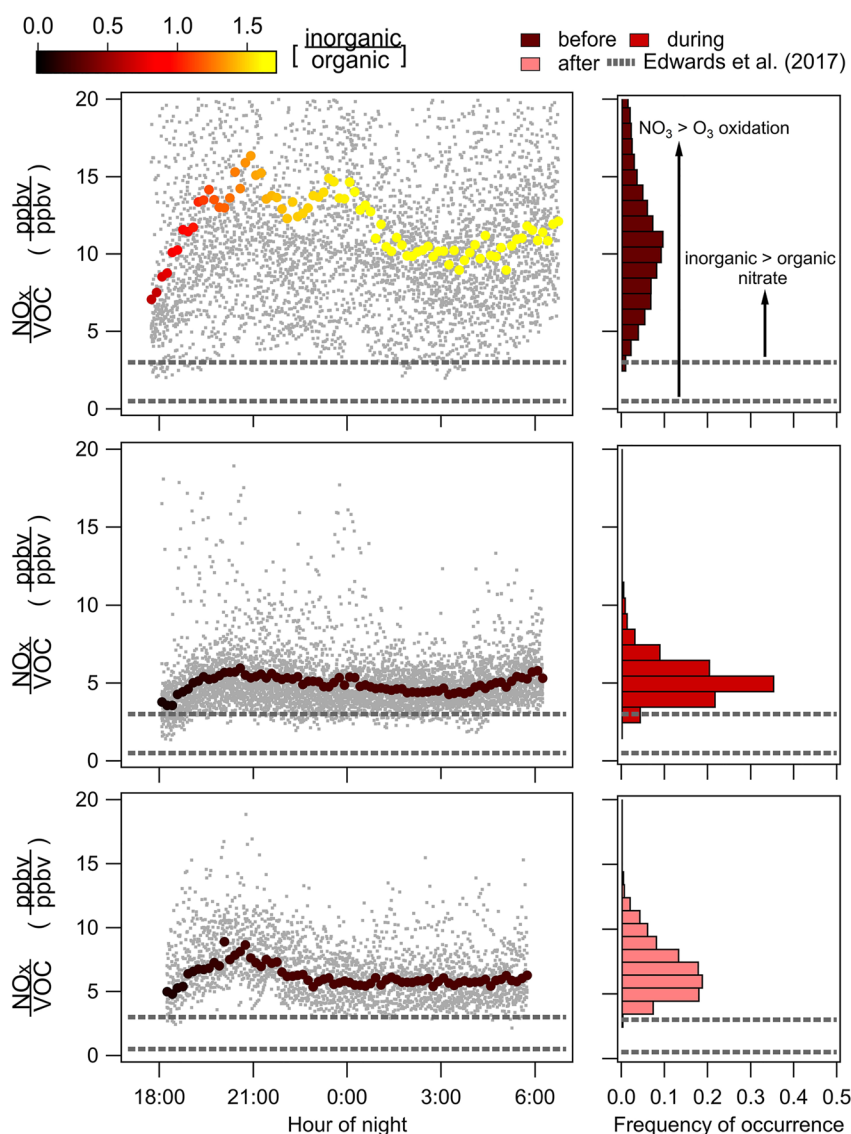 0.0 0.5 1.0 1.5
[ inorganic / organic ]
before during
after Edwards et al. (2017)
20
15
10
5
0
NOx / VOC ( ppbv / ppbv )
NO3 > O3 oxidation
inorganic > organic
nitrate
20
15
10
5
0
NOx / VOC ( ppbv / ppbv )
20
15
10
5
0
NOx / VOC ( ppbv / ppbv )
18:00 21:00 0:00 3:00 6:00
Hour of night
0.0 0.1 0.2 0.3 0.4 0.5
Frequency of occurrence